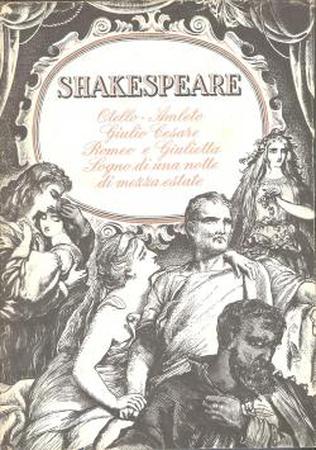 SHAKESPEARE
Otello - Amleto
Giulio Cesare
Romeo e Giulietta
Sogno di una notte
di mezza estate